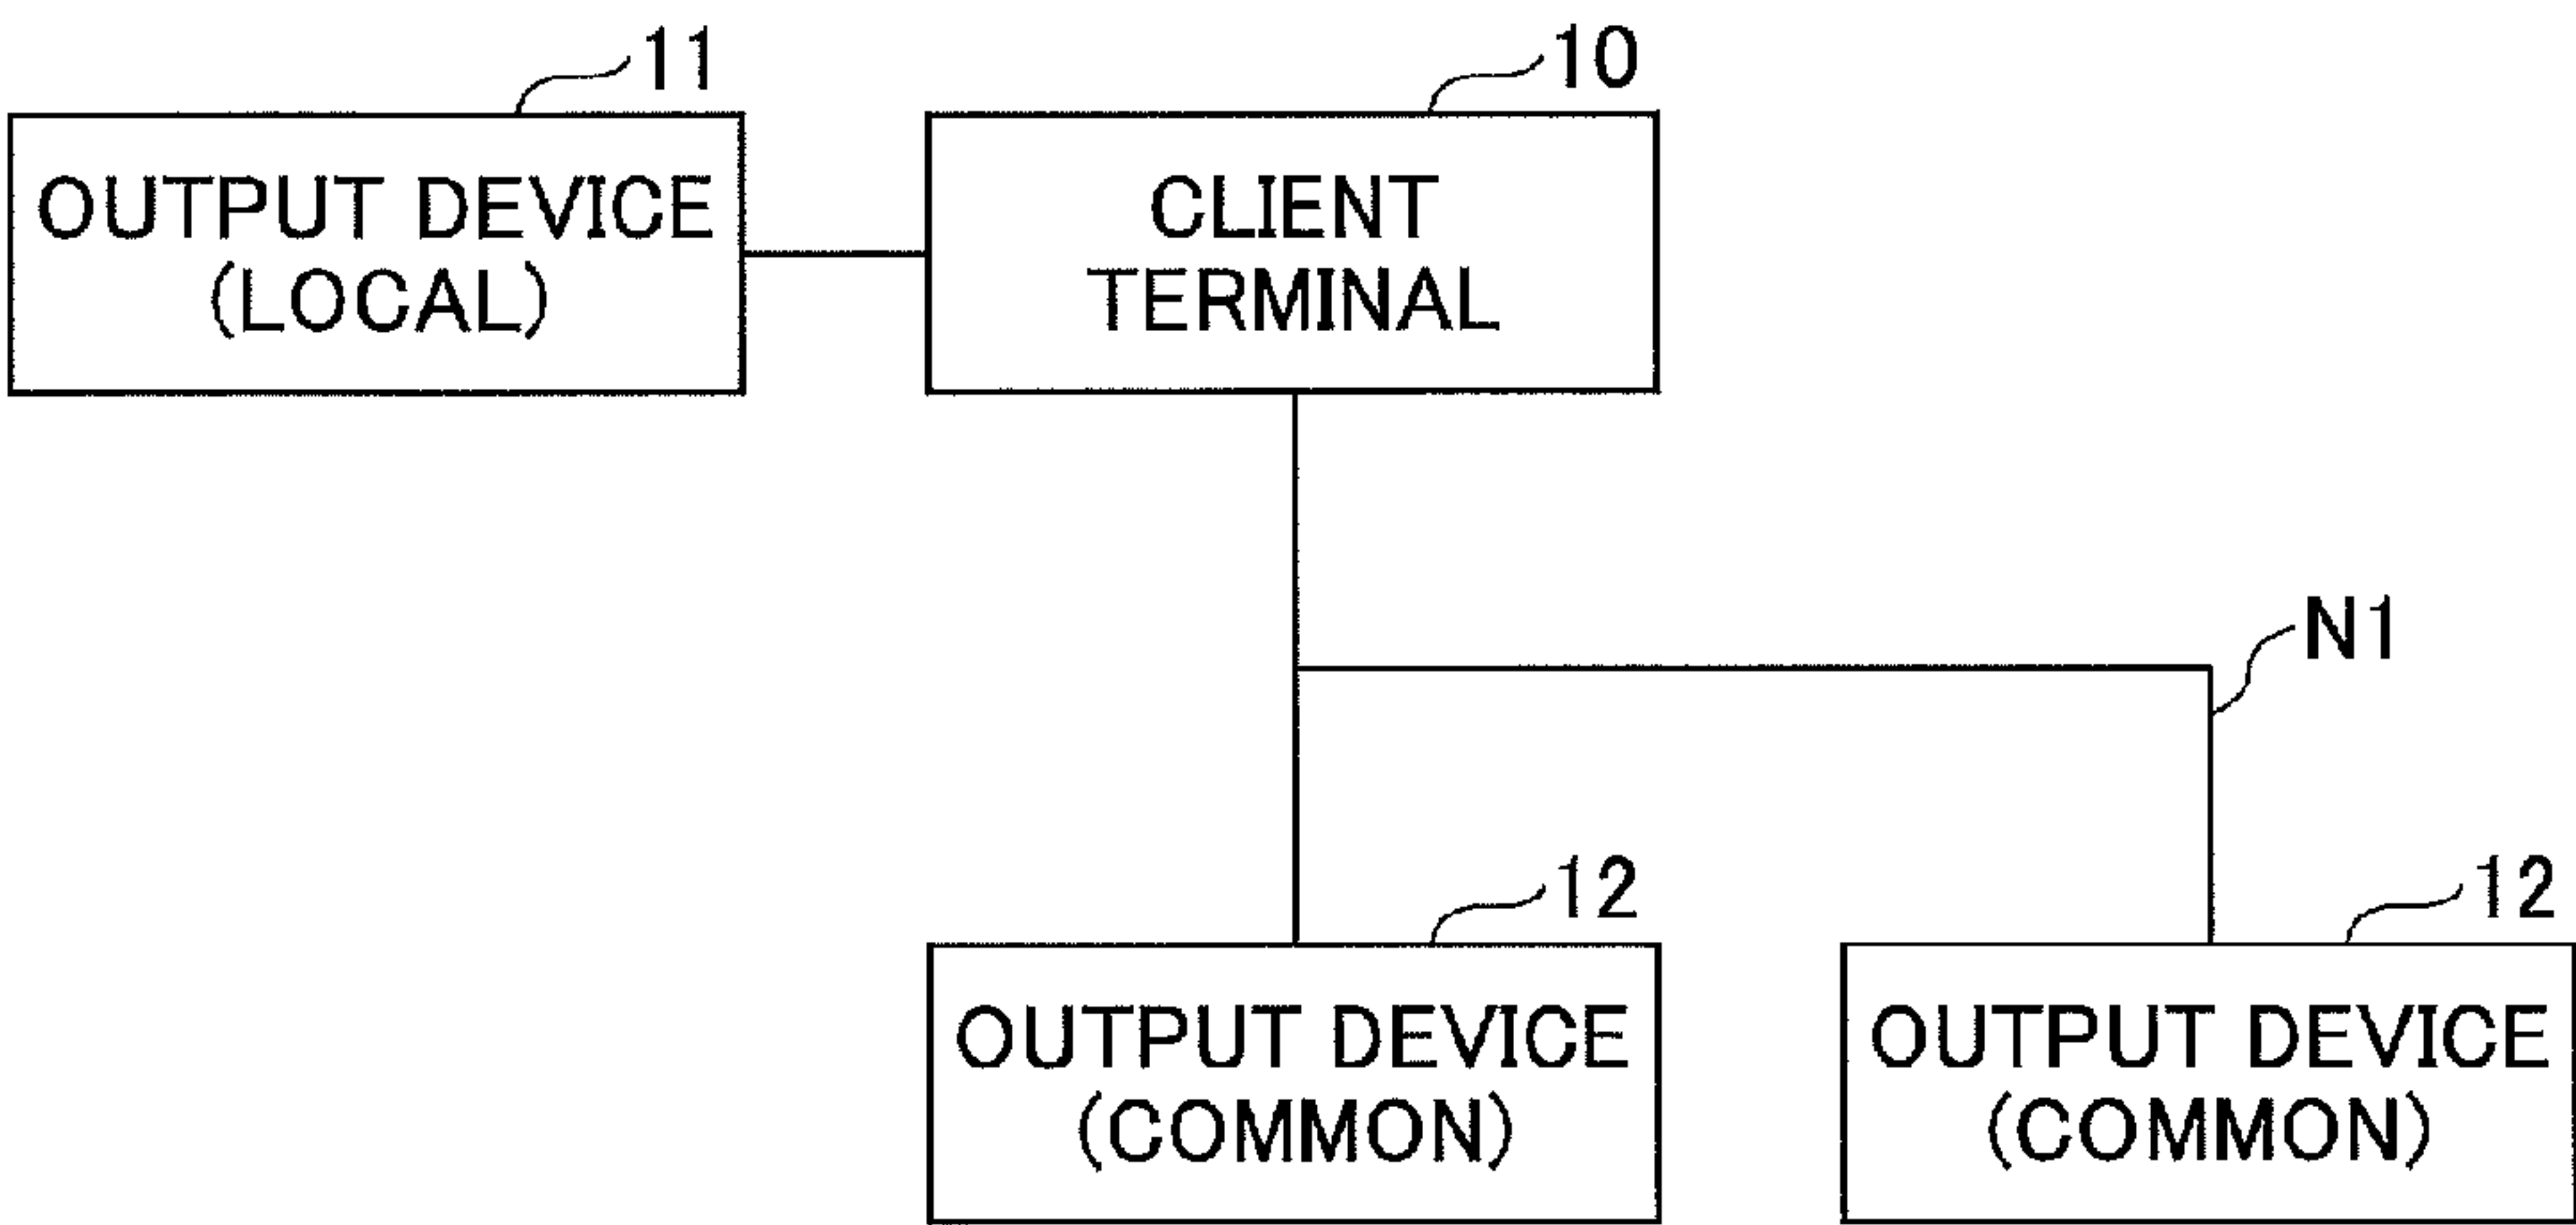 11
10
OUTPUT DEVICE
(LOCAL)
CLIENT
TERMINAL
N1
12
12
OUTPUT DEVICE
(COMMON)
OUTPUT DEVICE
(COMMON)